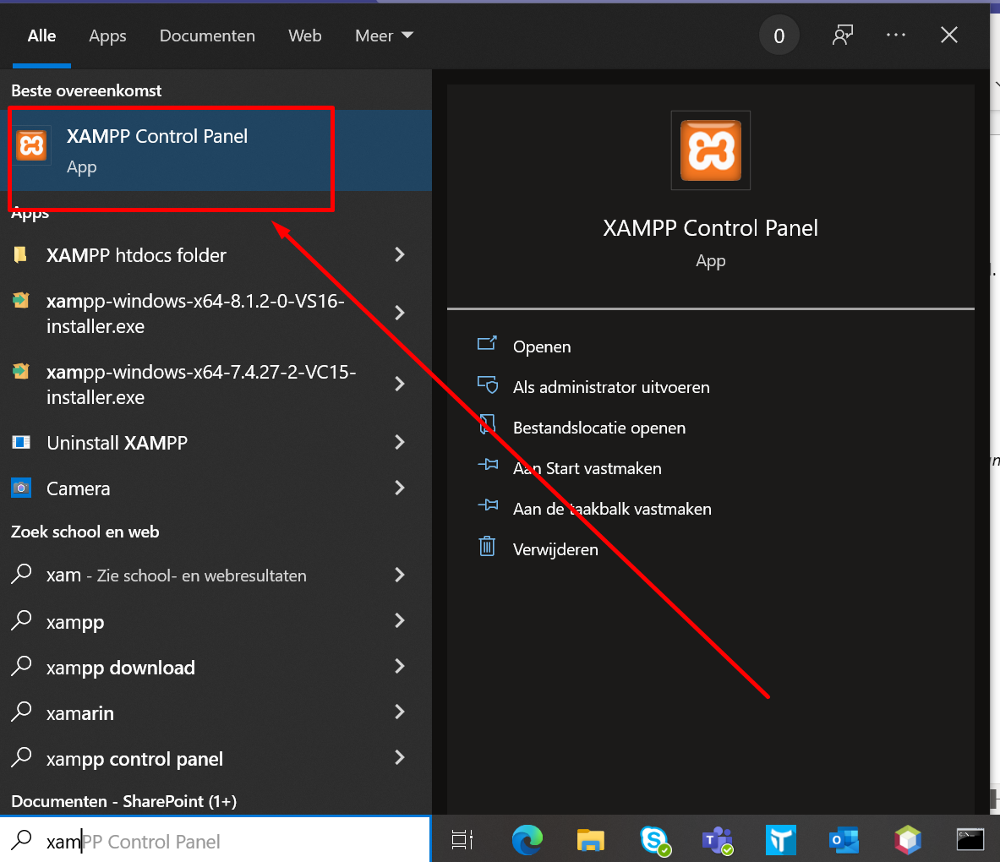 Alle Apps Documenten Web Meer 0
Beste overeenkomst
XAMPP Control Panel
App
Apps
XAMPP htdocs folder
xampp-windows-x64-8.1.2-0-VS16-
installer.exe
xampp-windows-x64-7.4.27-2-VC15-
installer.exe
Uninstall XAMPP
Camera
Zoek school en web
xam - Zie school- en webresultaten
xampp
xampp download
xamarin
xampp control panel
Documenten - SharePoint (1+)
xamPP Control Panel
XAMPP Control Panel
App
Openen
Als administrator uitvoeren
Bestandslocatie openen
Aan Start vastmaken
Aan de taakbalk vastmaken
Verwijderen